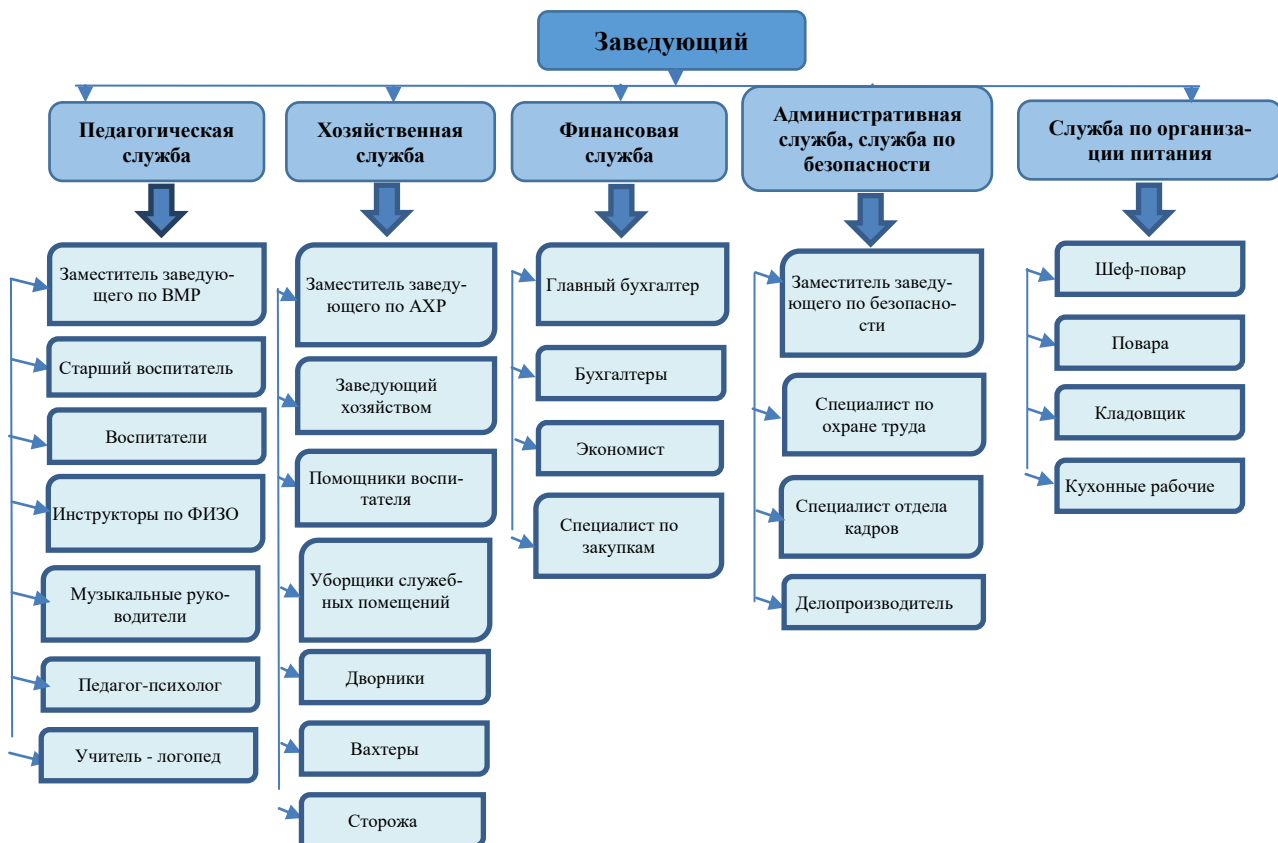 Заведующий
Педагогическая
служба
Хозяйственная
служба
Финансовая
служба
Административная
служба, служба по
безопасности
Служба по организа-
ции питания
Заместитель заведую-
щего по ВМР
Старший воспитатель
Воспитатели
Инструкторы по ФИЗО
Музыкальные руко-
водители
Педагог-психолог
Учитель - логопед
Заместитель заведу-
ющего по АХР
Заведующий
хозяйством
Помощники воспи-
тателя
Уборщики служеб-
ных помещений
Дворники
Вахтеры
Сторожа
Главный бухгалтер
Бухгалтеры
Экономист
Специалист по
закупкам
Заместитель заведу-
ющего по безопасно-
сти
Специалист по
охране труда
Специалист отдела
кадров
Делопроизводитель
Шеф-повар
Повара
Кладовщик
Кухонные рабочие